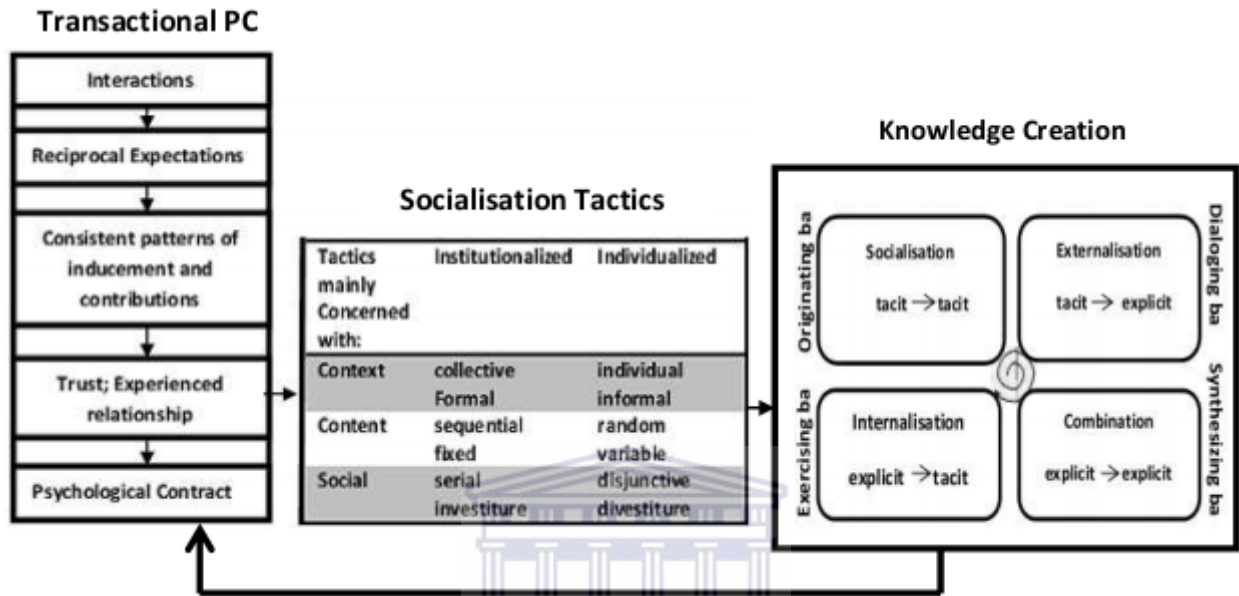 Transactional PC
Interactions
Reciprocal Expectations
Consistent patterns of
inducement and
contributions
Trust; Experienced
relationship
Psychological Contract
Socialisation Tactics
Tactics Institutionalized Individualized
mainly
Concerned
with:
Context collective individual
Formal informal
Content sequential random
fixed variable
Social serial disjunctive
investiture divestiture
Knowledge Creation
Originating ba
Socialisation
tacit → tacit
Externalisation
tacit → explicit
Dialoging ba
Exercising ba
Internalisation
explicit → tacit
Combination
explicit → explicit
Synthesizing ba